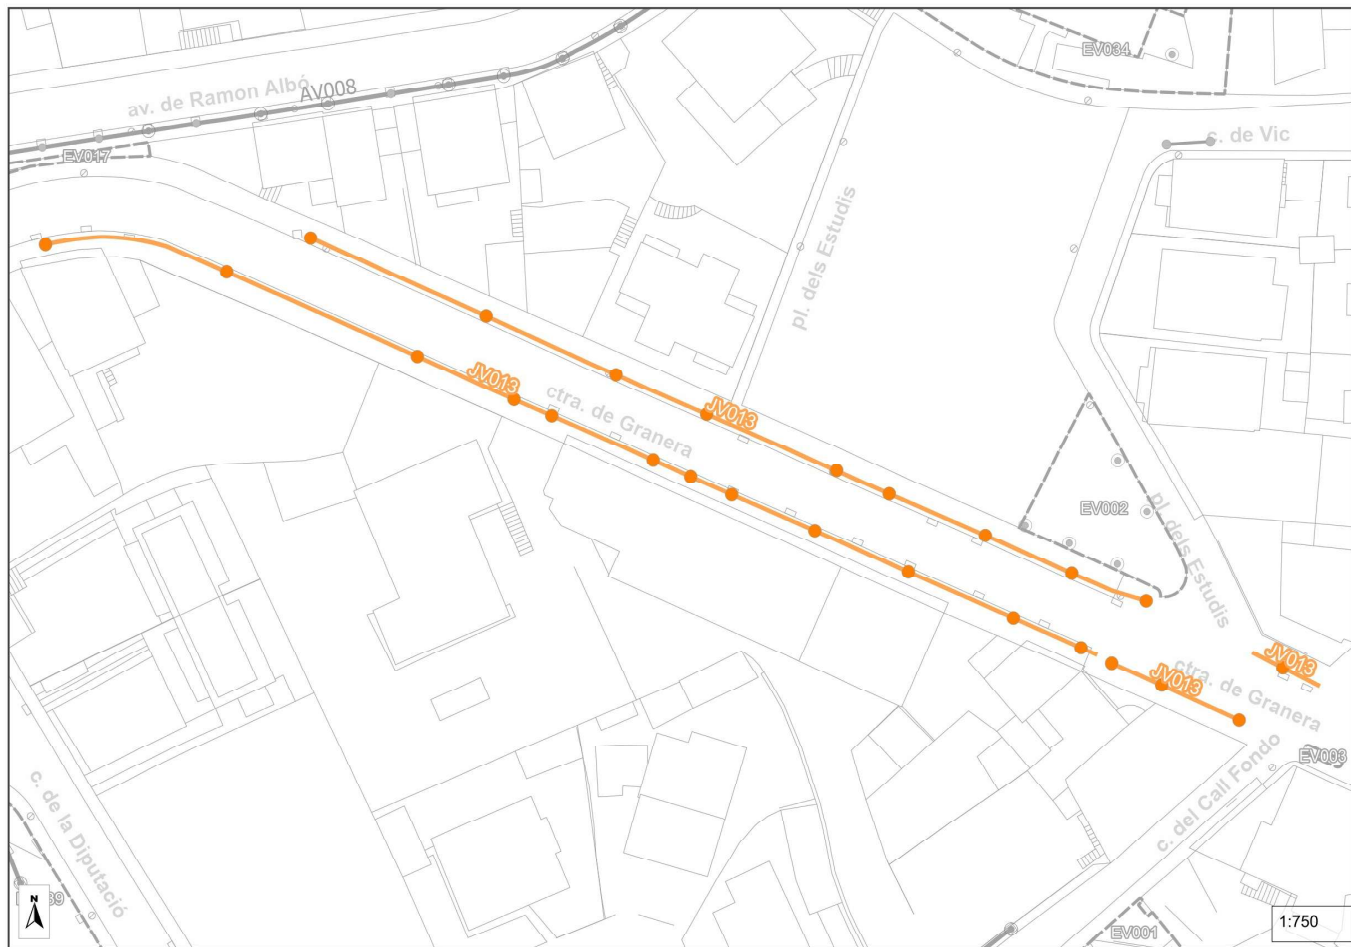 EV034
av. de Ramon Albó
AV008
c. de Vic
EV017
pl. dels Estudis
JV013
JV013
ctra. de Granera
EV002
pl. dels Estudis
JV013
JV013
ctra. de Granera
EV003
c. del Call Fondo
c. de la Diputació
N
1:750
EV001